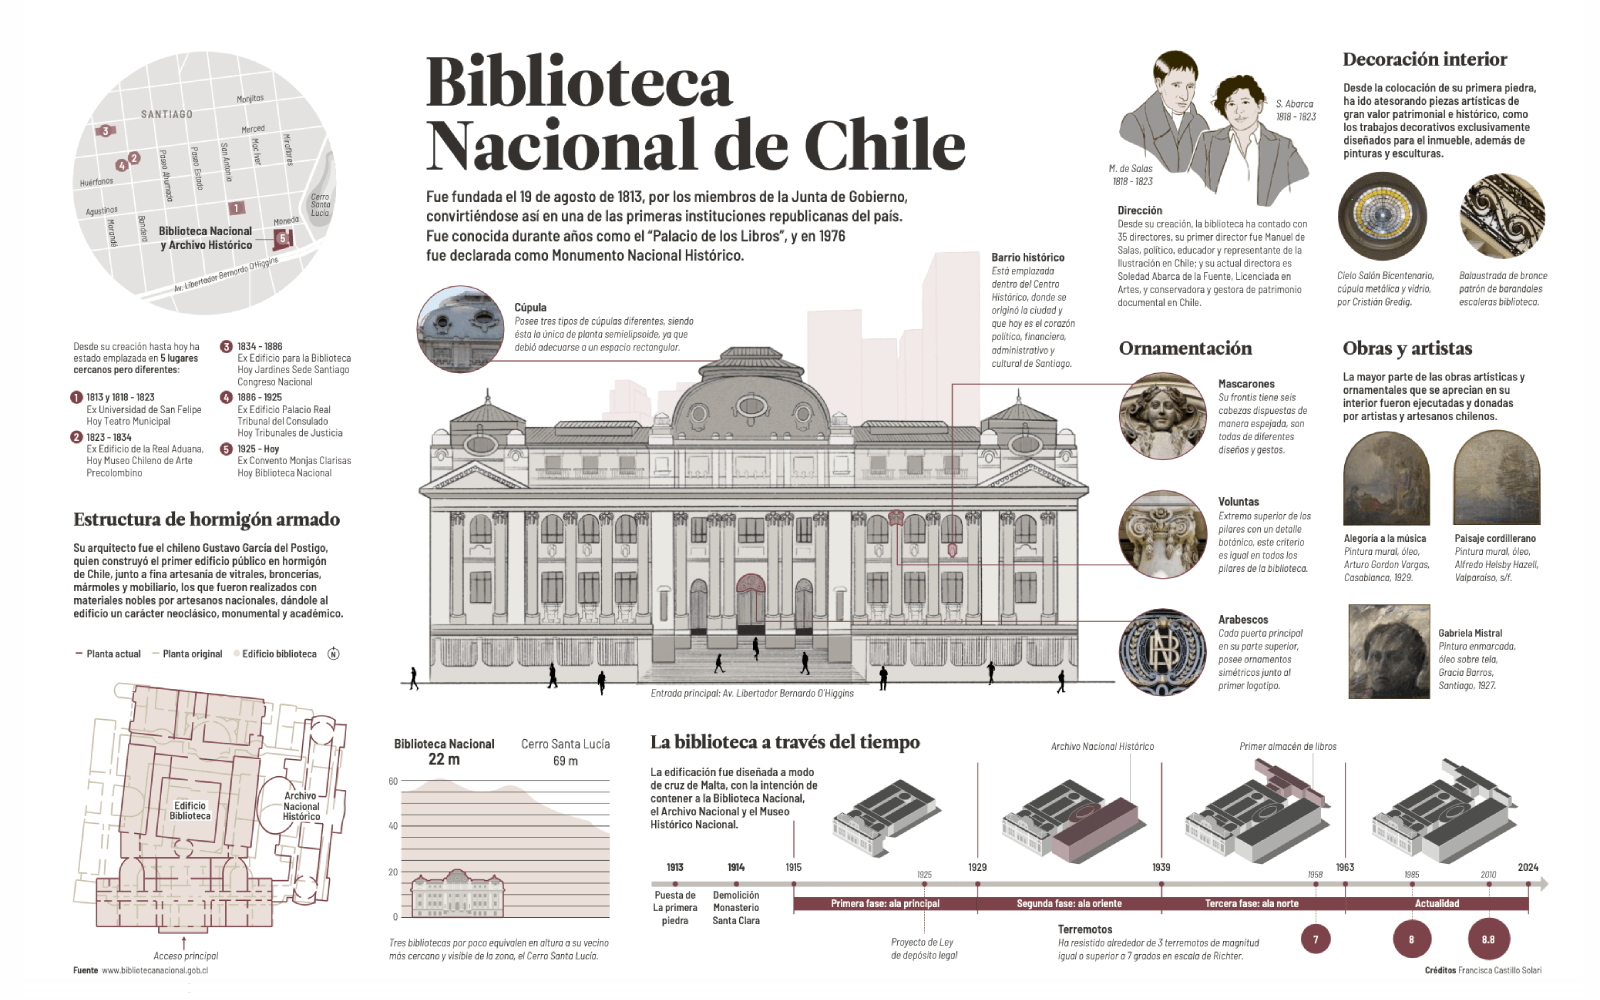 Biblioteca
Nacional de Chile
Fue fundada el 19 de agosto de 1813, por los miembros de la Junta de Gobierno,
convirtiéndose así en una de las primeras instituciones republicanas del país.
Fue conocida durante años como el “Palacio de los Libros”, y en 1976
fue declarada como Monumento Nacional Histórico.
SANTIAGO
Monjitas
Merced
Miraflores
Mac Iver
San Antonio
Paseo Estado
Paseo Ahumada
Huérfanos
Agustinas
Morandé
Bandera
Moneda
Cerro
Santa
Lucía
3
4
2
1
5
Biblioteca Nacional
y Archivo Histórico
Av. Libertador Bernardo O'Higgins
Desde su creación hasta hoy ha
estado emplazada en 5 lugares
cercanos pero diferentes:
1 1813 y 1818 - 1823
Ex Universidad de San Felipe
Hoy Teatro Municipal
2 1823 - 1834
Ex Edificio de la Real Aduana,
Hoy Museo Chileno de Arte
Precolombino
3 1834 - 1886
Ex Edificio para la Biblioteca
Hoy Jardines Sede Santiago
Congreso Nacional
4 1886 - 1925
Ex Edificio Palacio Real
Tribunal del Consulado
Hoy Tribunales de Justicia
5 1925 - Hoy
Ex Convento Monjas Clarisas
Hoy Biblioteca Nacional
Estructura de hormigón armado
Su arquitecto fue el chileno Gustavo García del Postigo,
quien construyó el primer edificio público en hormigón
de Chile, junto a fina artesanía de vitrales, broncerías,
mármoles y mobiliario, los que fueron realizados con
materiales nobles por artesanos nacionales, dándole al
edificio un carácter neoclásico, monumental y académico.
Planta actual
Planta original
Edificio biblioteca
N
Edificio
Biblioteca
Archivo
Nacional
Histórico
Acceso principal
Fuente www.bibliotecanacional.gob.cl
Cúpula
Posee tres tipos de cúpulas diferentes, siendo
ésta la única de planta semielipsoide, ya que
debió adecuarse a un espacio rectangular.
Barrio histórico
Está emplazada
dentro del Centro
Histórico, donde se
originó la ciudad y
que hoy es el corazón
político, financiero,
administrativo y
cultural de Santiago.
Entrada principal: Av. Libertador Bernardo O'Higgins
S. Abarca
1818 - 1823
M. de Salas
1818 - 1823
Dirección
Desde su creación, la biblioteca ha contado con
35 directores, su primer director fue Manuel de
Salas, político, educador y representante de la
Ilustración en Chile; y su actual directora es
Soledad Abarca de la Fuente, Licenciada en
Artes, y conservadora y gestora de patrimonio
documental en Chile.
Ornamentación
Mascarones
Su frontis tiene seis
cabezas dispuestas de
manera espejada, son
todas de diferentes
diseños y gestos.
Voluntas
Extremo superior de los
pilares con un detalle
botánico, este criterio
es igual en todos los
pilares de la biblioteca.
Arabescos
Cada puerta principal
en su parte superior,
posee ornamentos
simétricos junto al
primer logotipo.
Decoración interior
Desde la colocación de su primera piedra,
ha ido atesorando piezas artísticas de
gran valor patrimonial e histórico, como
los trabajos decorativos exclusivamente
diseñados para el inmueble, además de
pinturas y esculturas.
Cielo Salón Bicentenario,
cúpula metálica y vidrio,
por Cristián Gredig.
Balaustrada de bronce
patrón de barandales
escaleras biblioteca.
Obras y artistas
La mayor parte de las obras artísticas y
ornamentales que se aprecian en su
interior fueron ejecutadas y donadas
por artistas y artesanos chilenos.
Alegoría a la música
Pintura mural, óleo,
Arturo Gordon Vargas,
Casablanca, 1929.
Paisaje cordillerano
Pintura mural, óleo,
Alfredo Helsby Hazell,
Valparaíso, s/f.
Gabriela Mistral
Pintura enmarcada,
óleo sobre tela,
Gracia Barros,
Santiago, 1927.
Biblioteca Nacional
22 m
Cerro Santa Lucía
69 m
60
40
20
0
Tres bibliotecas por poco equivalen en altura a su vecino
más cercano y visible de la zona, el Cerro Santa Lucía.
La biblioteca a través del tiempo
La edificación fue diseñada a modo
de cruz de Malta, con la intención de
contener a la Biblioteca Nacional,
el Archivo Nacional y el Museo
Histórico Nacional.
Archivo Nacional Histórico
Primer almacén de libros
1913
1914
1915
1925
1929
1939
1958
1963
1985
2010
2024
Puesta de
La primera
piedra
Demolición
Monasterio
Santa Clara
Primera fase: ala principal
Segunda fase: ala oriente
Tercera fase: ala norte
Actualidad
Proyecto de Ley
de depósito legal
Terremotos
Ha resistido alrededor de 3 terremotos de magnitud
igual o superior a 7 grados en escala de Richter.
7
8
8.8
Créditos Francisca Castillo Solari